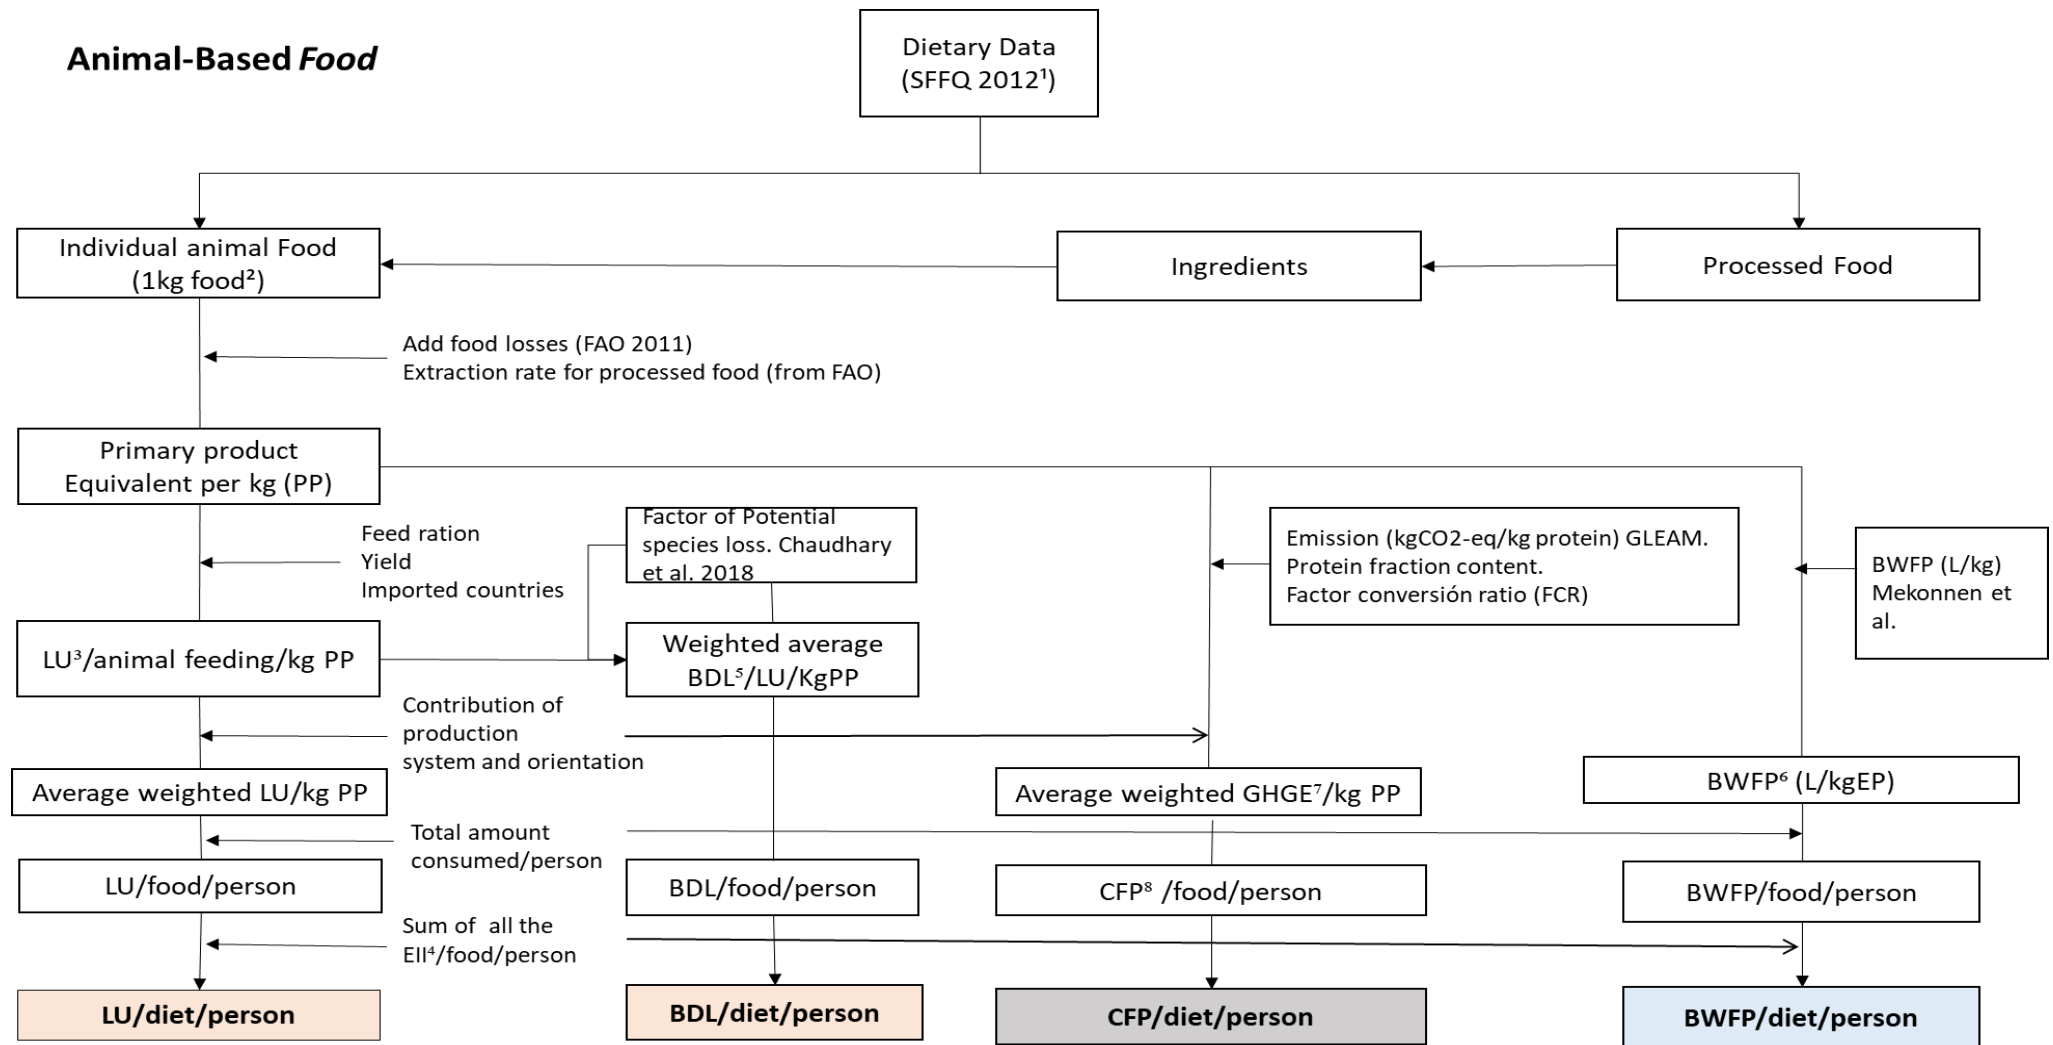 Animal-Based Food
Dietary Data
(SFFQ 2012¹)
Individual animal Food
(1kg food²)
Ingredients
Processed Food
Add food losses (FAO 2011)
Extraction rate for processed food (from FAO)
Primary product
Equivalent per kg (PP)
Feed ration
Yield
Imported countries
Factor of Potential
species loss. Chaudhary
et al. 2018
Emission (kgCO2-eq/kg protein) GLEAM.
Protein fraction content.
Factor conversión ratio (FCR)
BWFP (L/kg)
Mekonnen et
al.
LU³/animal feeding/kg PP
Weighted average
BDL⁵/LU/KgPP
Contribution of
production
system and orientation
Average weighted LU/kg PP
Average weighted GHGE⁷/kg PP
BWFP⁶ (L/kgEP)
Total amount
consumed/person
LU/food/person
BDL/food/person
CFP⁸ /food/person
BWFP/food/person
Sum of all the
EII⁴/food/person
LU/diet/person
BDL/diet/person
CFP/diet/person
BWFP/diet/person